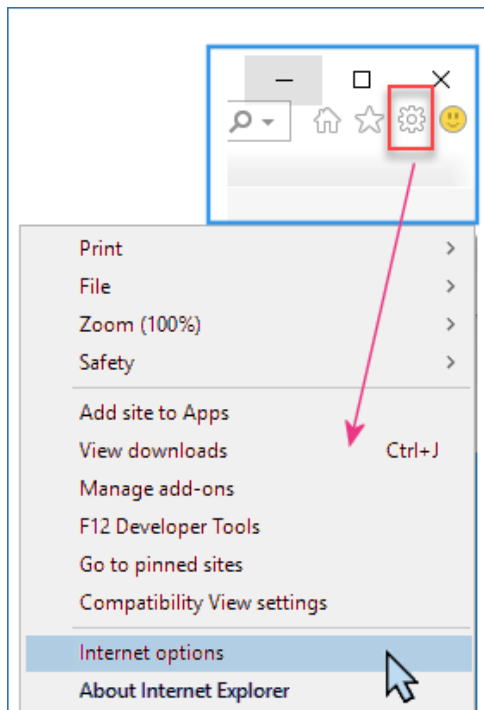 Print
File
Zoom (100%)
Safety
Add site to Apps
View downloads Ctrl+J
Manage add-ons
F12 Developer Tools
Go to pinned sites
Compatibility View settings
Internet options
About Internet Explorer